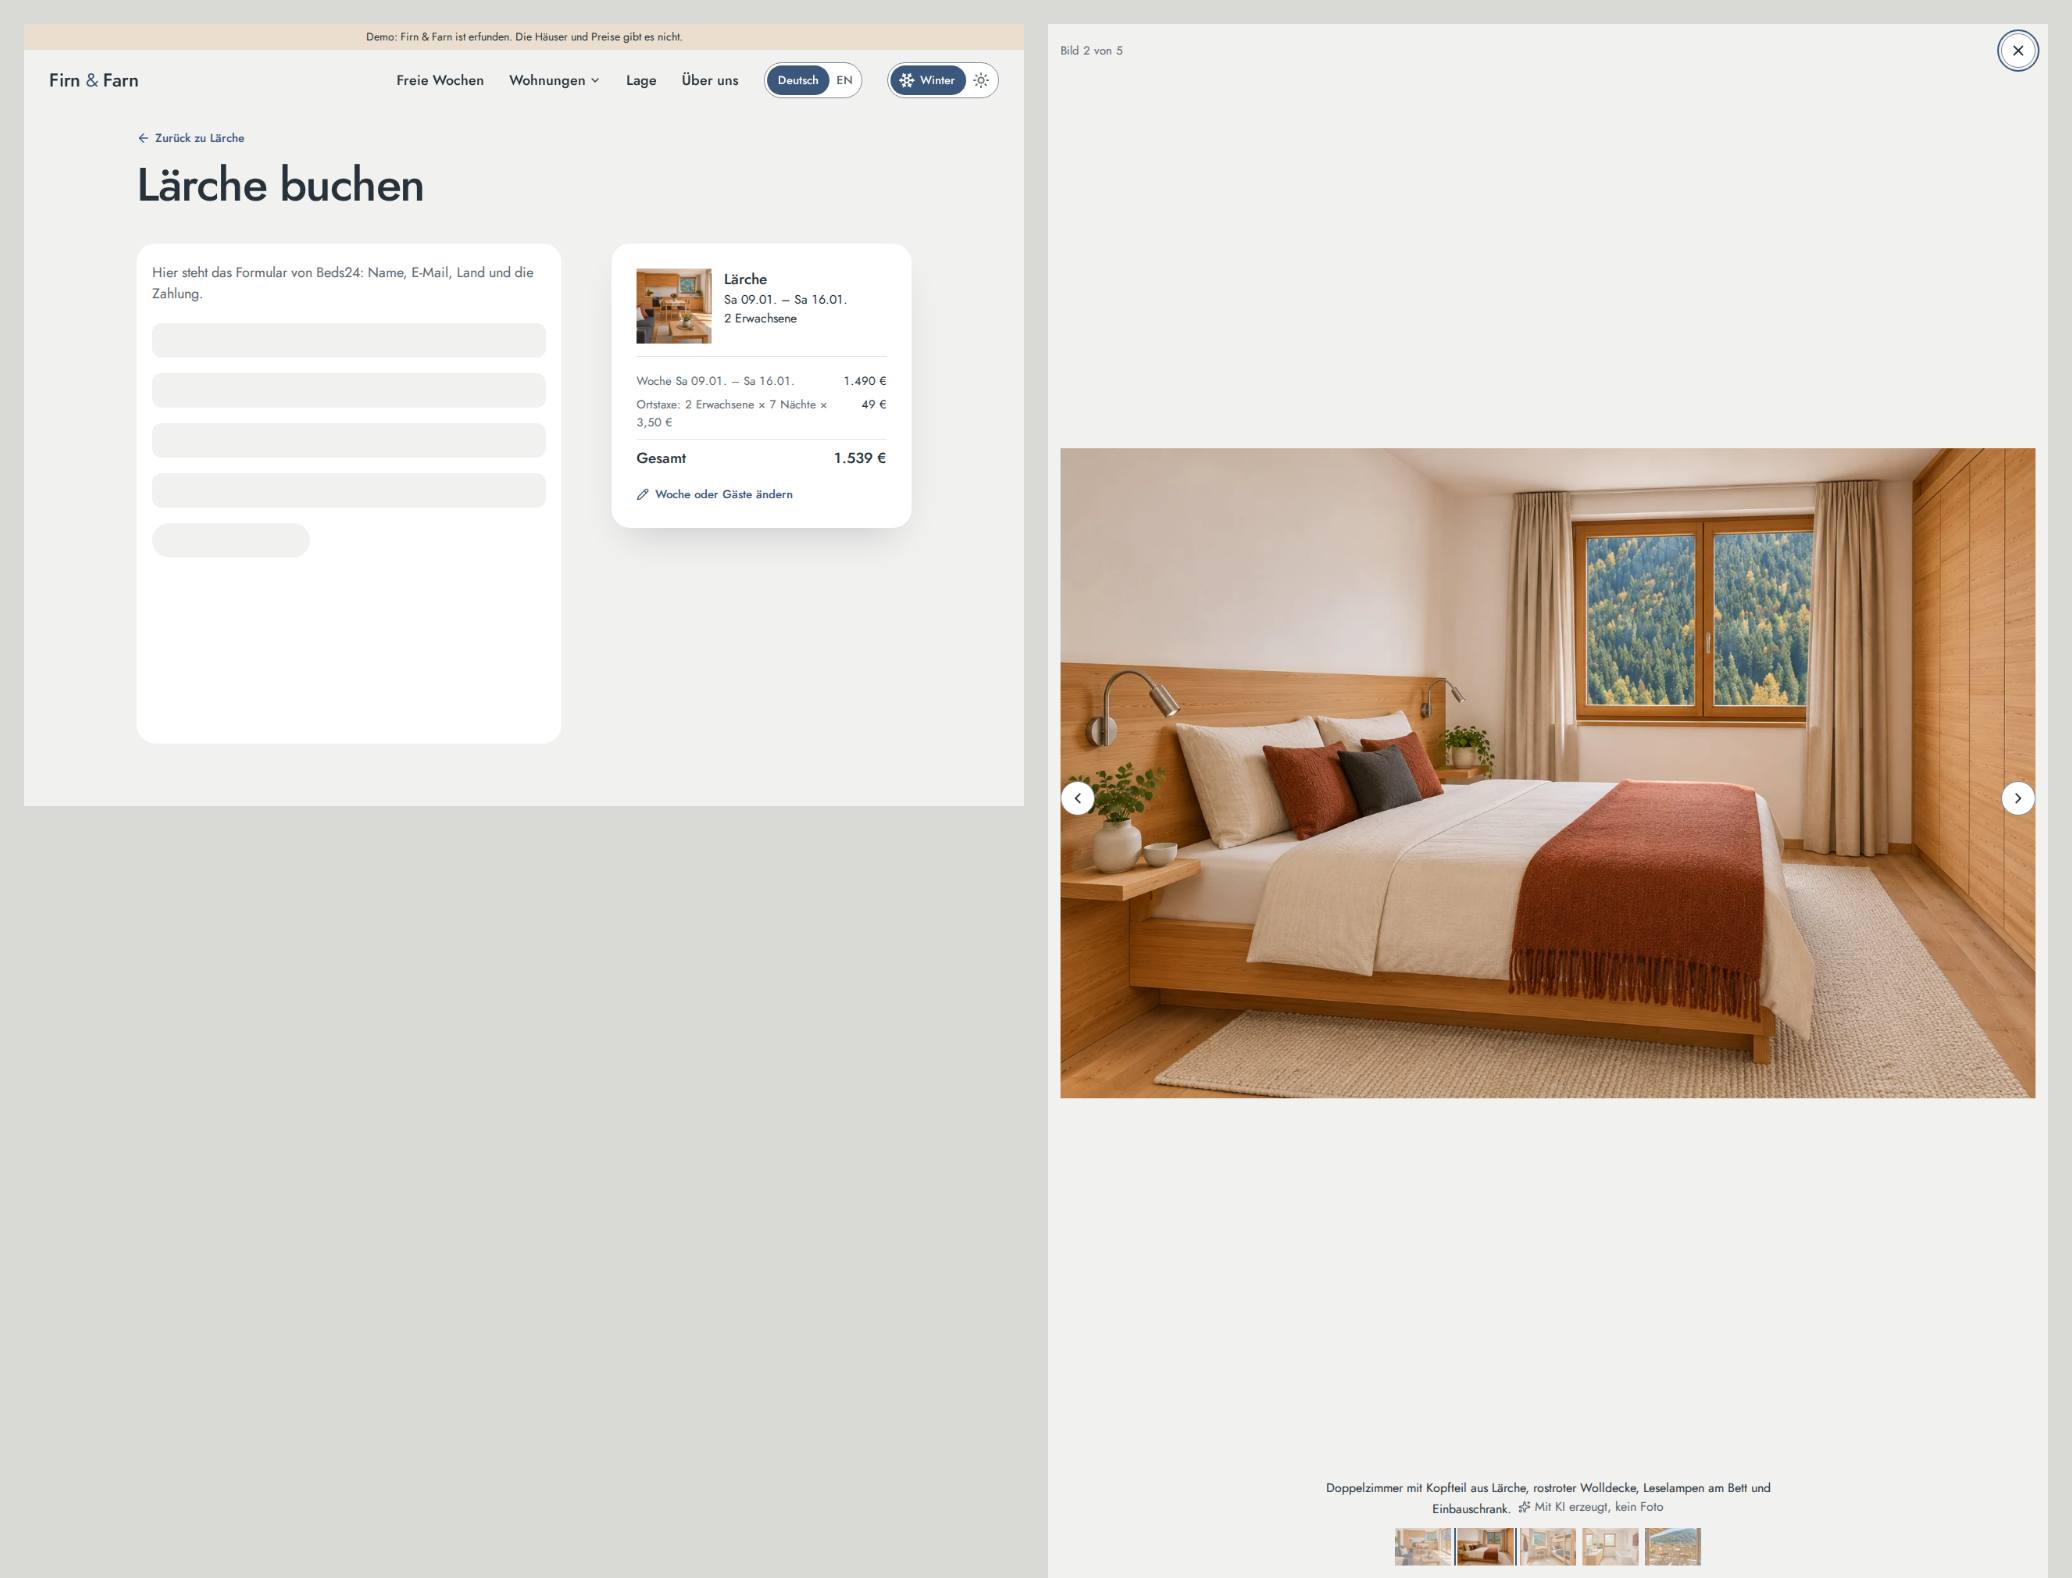 Demo: Firn & Farn ist erfunden. Die Häuser und Preise gibt es nicht.
Firn & Farn
Freie Wochen
Wohnungen
Lage
Über uns
Deutsch
EN
Winter
Zurück zu Lärche
Lärche buchen
Hier steht das Formular von Beds24: Name, E-Mail, Land und die
Zahlung.
Lärche
Sa 09.01. – Sa 16.01.
2 Erwachsene
Woche Sa 09.01. – Sa 16.01.
1.490 €
Ortstaxe: 2 Erwachsene × 7 Nächte ×
3,50 €
49 €
Gesamt
1.539 €
Woche oder Gäste ändern
Bild 2 von 5
Doppelzimmer mit Kopfteil aus Lärche, rostroter Wolldecke, Leselampen am Bett und
Einbauschrank. Mit KI erzeugt, kein Foto